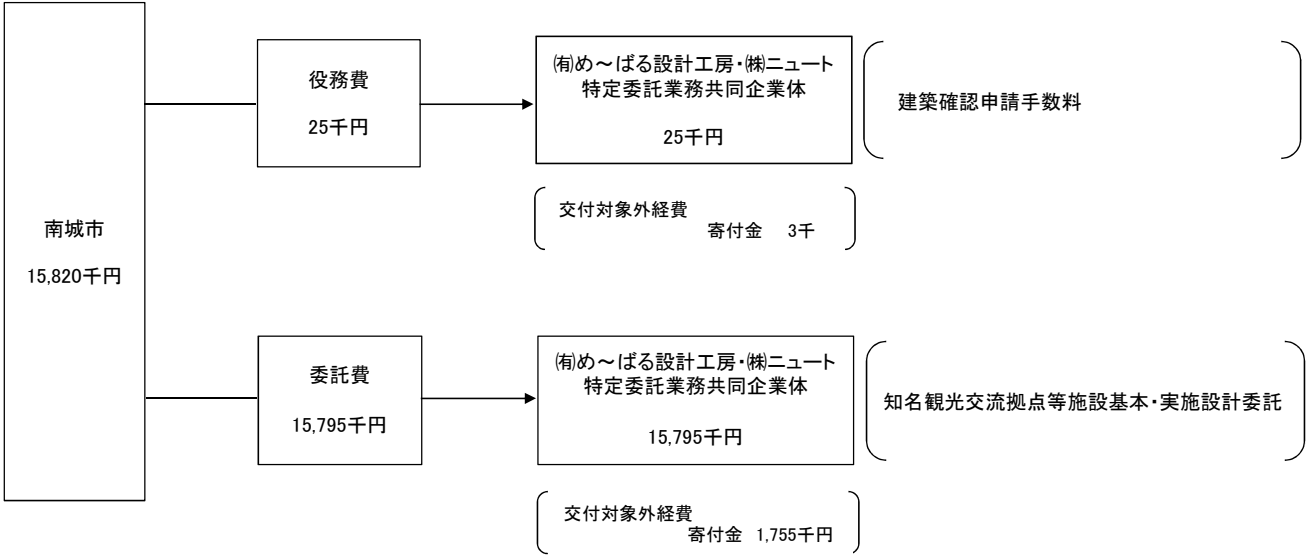 南城市
15,820千円
役務費
25千円
㈲め～ばる設計工房・㈱ニュート
特定委託業務共同企業体
25千円
建築確認申請手数料
交付対象外経費
寄付金　3千
委託費
15,795千円
㈲め～ばる設計工房・㈱ニュート
特定委託業務共同企業体
15,795千円
知名観光交流拠点等施設基本・実施設計委託
交付対象外経費
寄付金　1,755千円